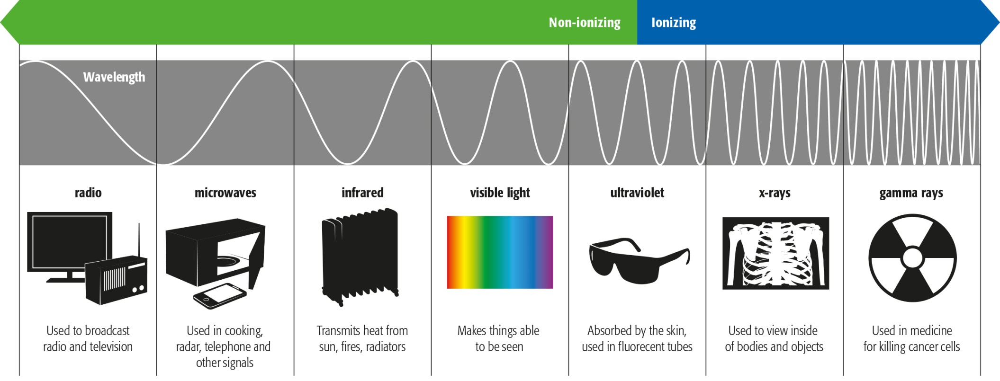 Non-ionizing
Ionizing
Wavelength
radio
microwaves
infrared
visible light
ultraviolet
x-rays
gamma rays
Used to broadcast
radio and television
Used in cooking,
radar, telephone and
other signals
Transmits heat from
sun, fires, radiators
Makes things able
to be seen
Absorbed by the skin,
used in fluorecent tubes
Used to view inside
of bodies and objects
Used in medicine
for killing cancer cells